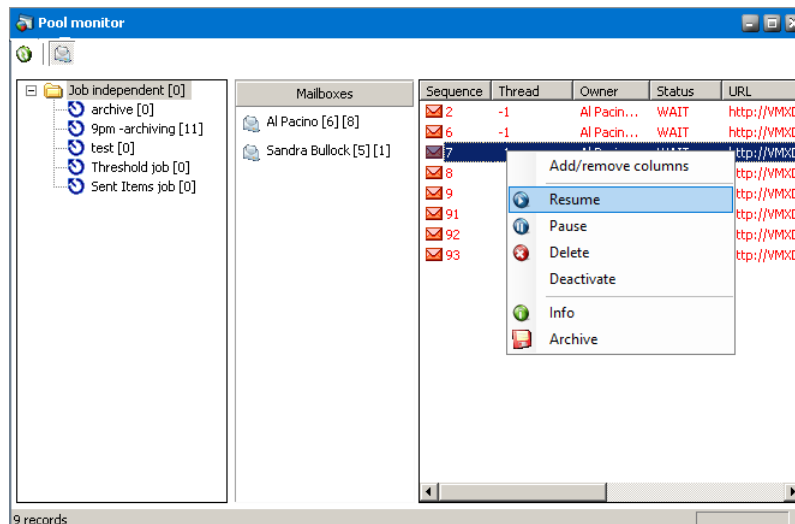 Pool monitor
Job independent [0]
archive [0]
9pm -archiving [11]
test [0]
Threshold job [0]
Sent Items job [0]
Mailboxes
Al Pacino [6] [8]
Sandra Bullock [5] [1]
Sequence Thread Owner Status URL
2 -1 Al Pacin... WAIT http://VMXD
6 -1 Al Pacin... WAIT http://VMXD
7 http://VMXD
8 ttp://VMXD
9 ttp://VMXD
91 ttp://VMXD
92 ttp://VMXD
93 ttp://VMXD
Add/remove columns
Resume
Pause
Delete
Deactivate
Info
Archive
9 records